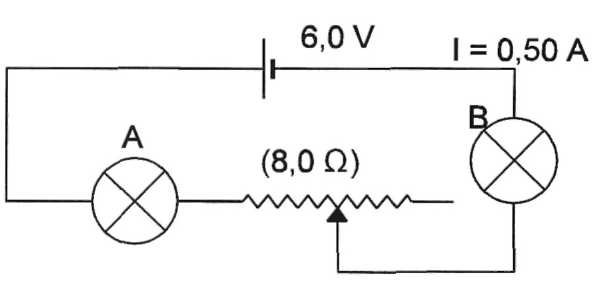 6,0 V
I = 0,50 A
A
(8,0 Ω)
B